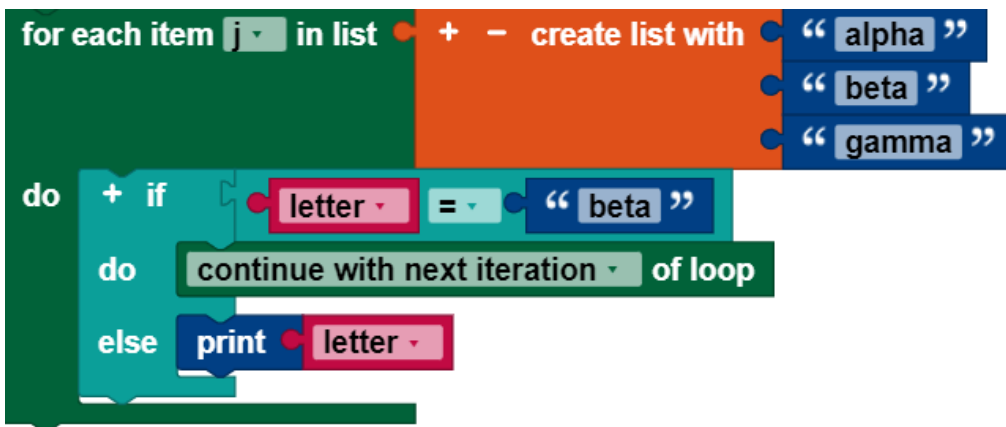 for each item j in list + - create list with “ alpha ”
“ beta ”
“ gamma ”
do + if letter = “ beta ”
do continue with next iteration of loop
else print letter